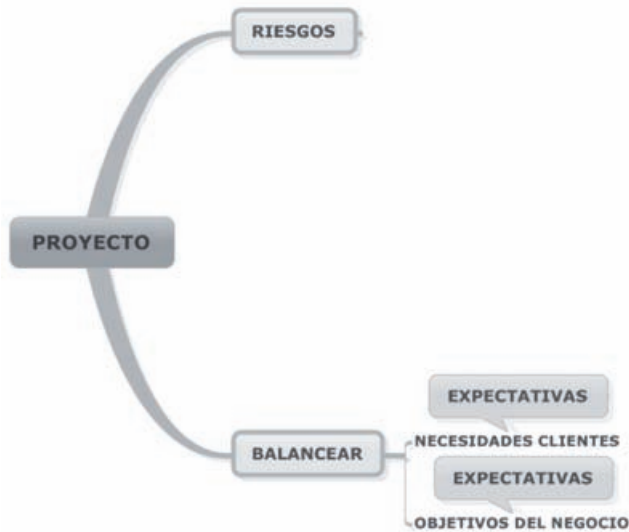 RIESGOS
PROYECTO
EXPECTATIVAS
BALANCEAR
NECESIDADES CLIENTES
EXPECTATIVAS
OBJETIVOS DEL NEGOCIO